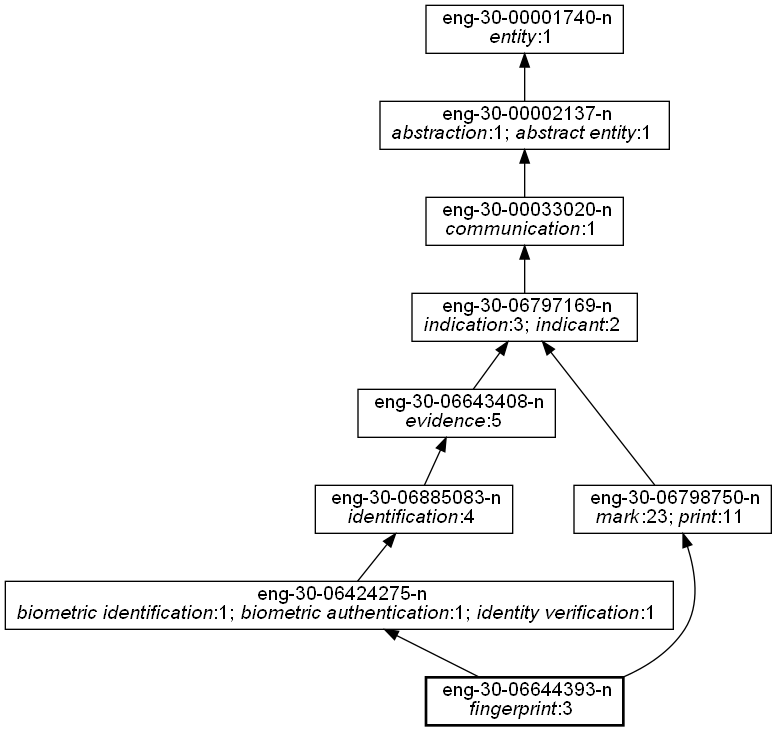 eng-30-00001740-n
entity:1
eng-30-00002137-n
abstraction:1; abstract entity:1
eng-30-00033020-n
communication:1
eng-30-06797169-n
indication:3; indicant:2
eng-30-06643408-n
evidence:5
eng-30-06885083-n
identification:4
eng-30-06798750-n
mark:23; print:11
eng-30-06424275-n
biometric identification:1; biometric authentication:1; identity verification:1
eng-30-06644393-n
fingerprint:3